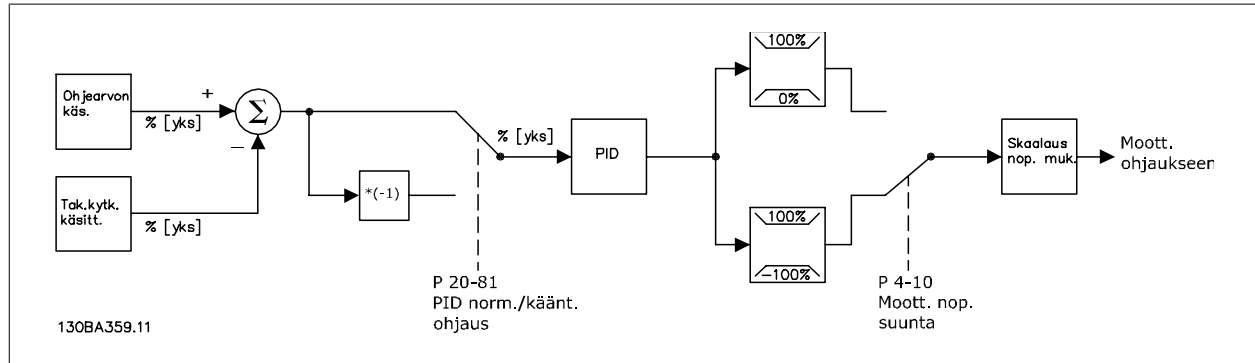 Ohjearvon
käs.
+
% [yks]
Σ
−
Tak.kytk.
käsitt.
% [yks]
*(-1)
% [yks]
P 20-81
PID norm./käänt.
ohjaus
PID
100%
0%
100%
-100%
P 4-10
Moott. nop.
suunta
Skaalaus
nop. muk.
Moott.
ohjaukseen
130BA359.11